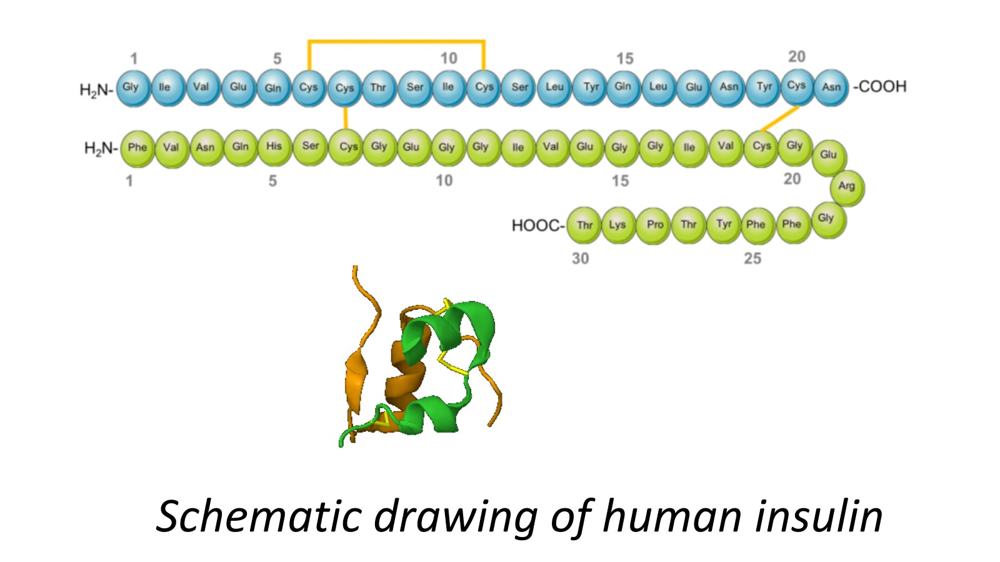 1 5 10 15 20
H₂N- Gly Ile Val Glu Gln Cys Cys Thr Ser Ile Cys Ser Leu Tyr Gln Leu Glu Asn Tyr Cys Asn -COOH
H₂N- Phe Val Asn Gln His Ser Cys Gly Glu Gly Gly Ile Val Glu Gly Gly Ile Val Cys Gly Glu
1 5 10 15 20
Arg
HOOC- Thr Lys Pro Thr Tyr Phe Phe Gly
30 25
Schematic drawing of human insulin